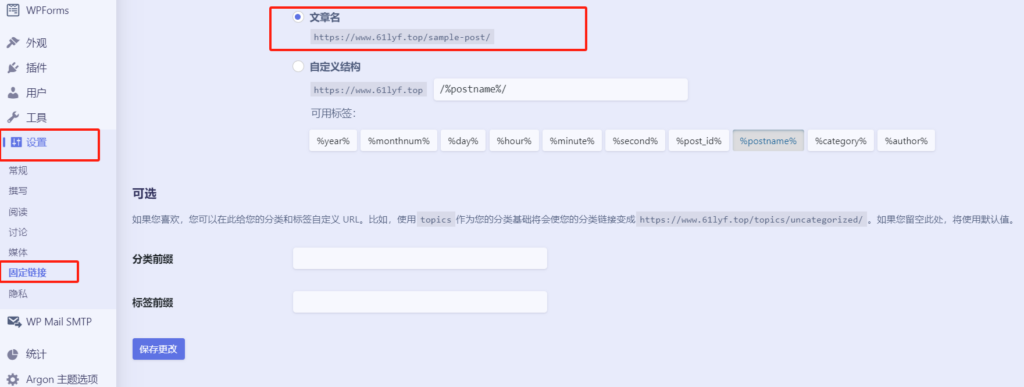 WPForms
外观
插件
用户
工具
设置
常规
撰写
阅读
讨论
媒体
固定链接
隐私
WP Mail SMTP
统计
Argon 主题选项
文章名
https://www.61lyf.top/sample-post/
自定义结构
https://www.61lyf.top /%postname%/
可用标签：
%year% %monthnum% %day% %hour% %minute% %second% %post_id% %postname% %category% %author%
可选
如果您喜欢，您可以在此给您的分类和标签自定义 URL。比如，使用 topics 作为您的分类基础将会使您的分类链接变成 https://www.61lyf.top/topics/uncategorized/ 。如果您留空此处，将使用默认值。
分类前缀
标签前缀
保存更改